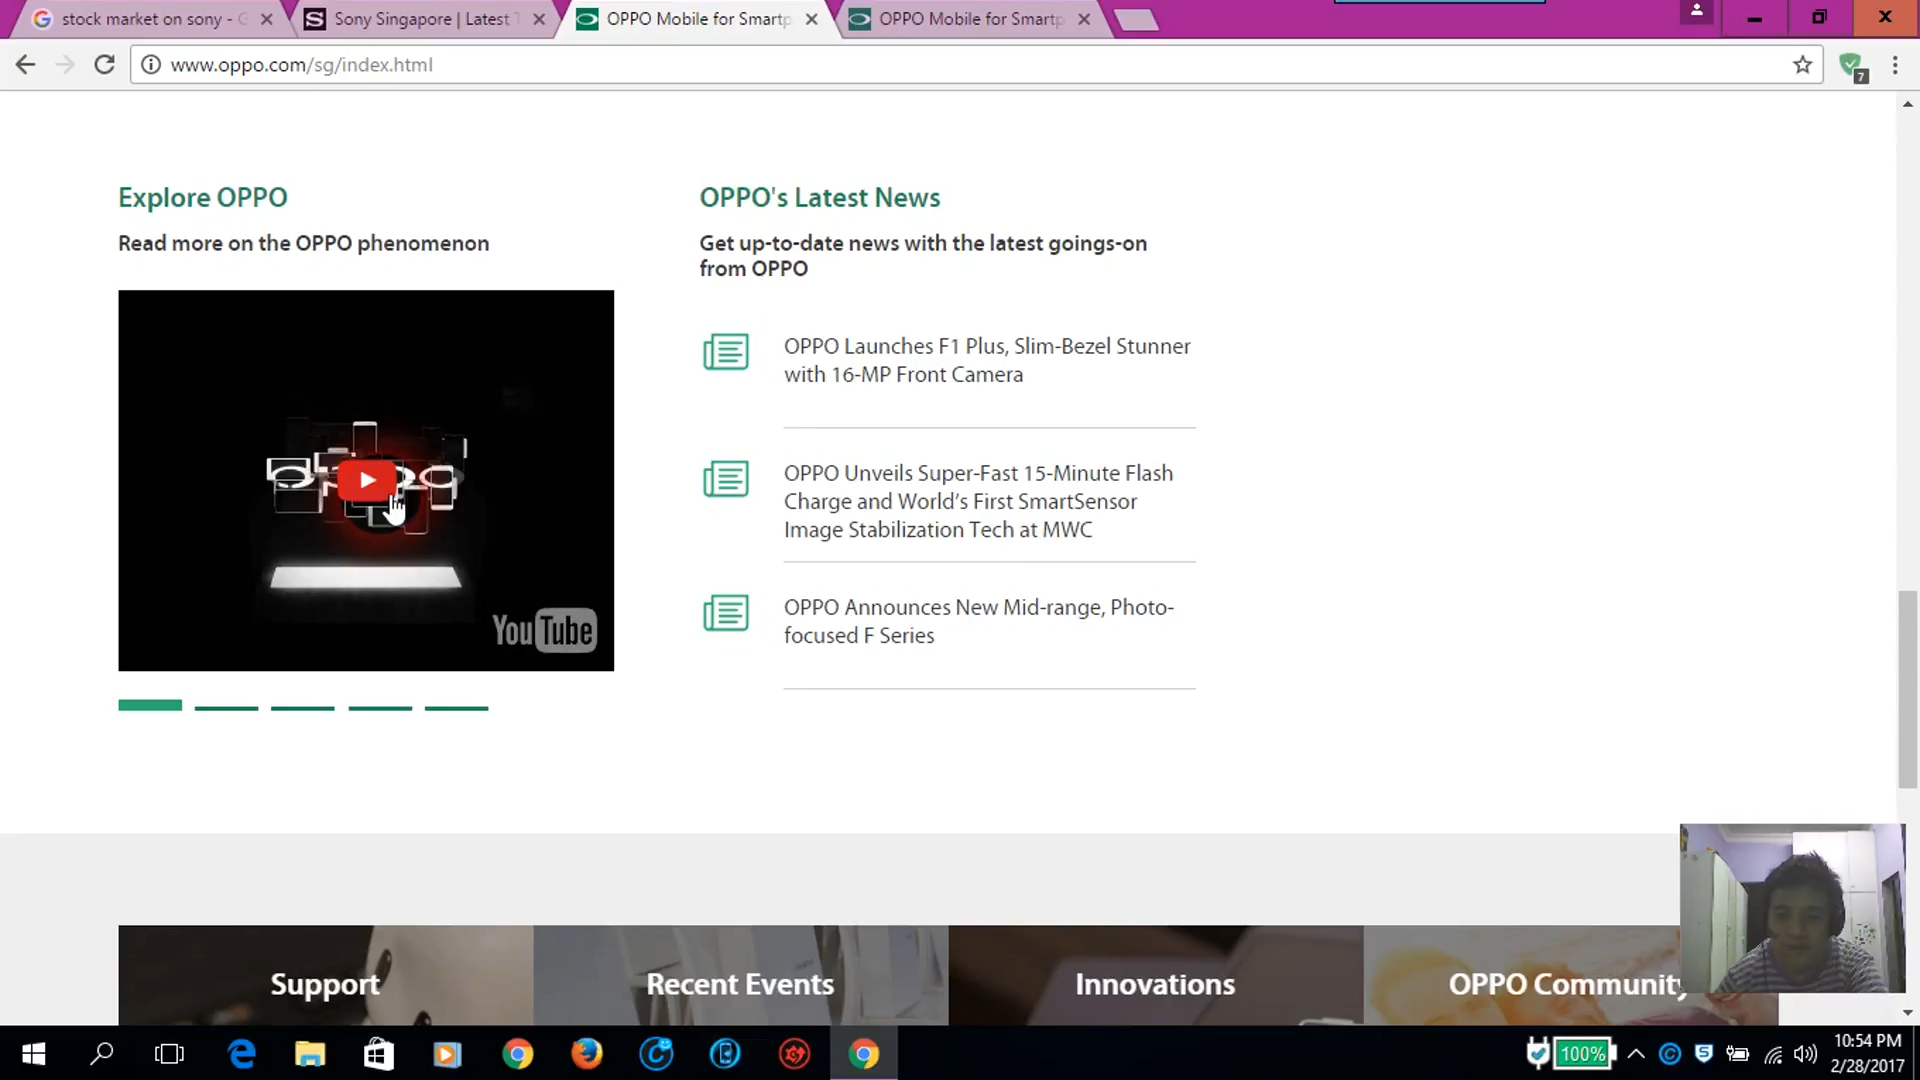 stock market on sony - G
Sony Singapore | Latest T
OPPO Mobile for Smartp
OPPO Mobile for Smartp
www.oppo.com/sg/index.html
7
Explore OPPO
Read more on the OPPO phenomenon
YouTube
OPPO's Latest News
Get up-to-date news with the latest goings-on
from OPPO
OPPO Launches F1 Plus, Slim-Bezel Stunner
with 16-MP Front Camera
OPPO Unveils Super-Fast 15-Minute Flash
Charge and World’s First SmartSensor
Image Stabilization Tech at MWC
OPPO Announces New Mid-range, Photo-
focused F Series
Support
Recent Events
Innovations
OPPO Community
100%
10:54 PM
2/28/2017